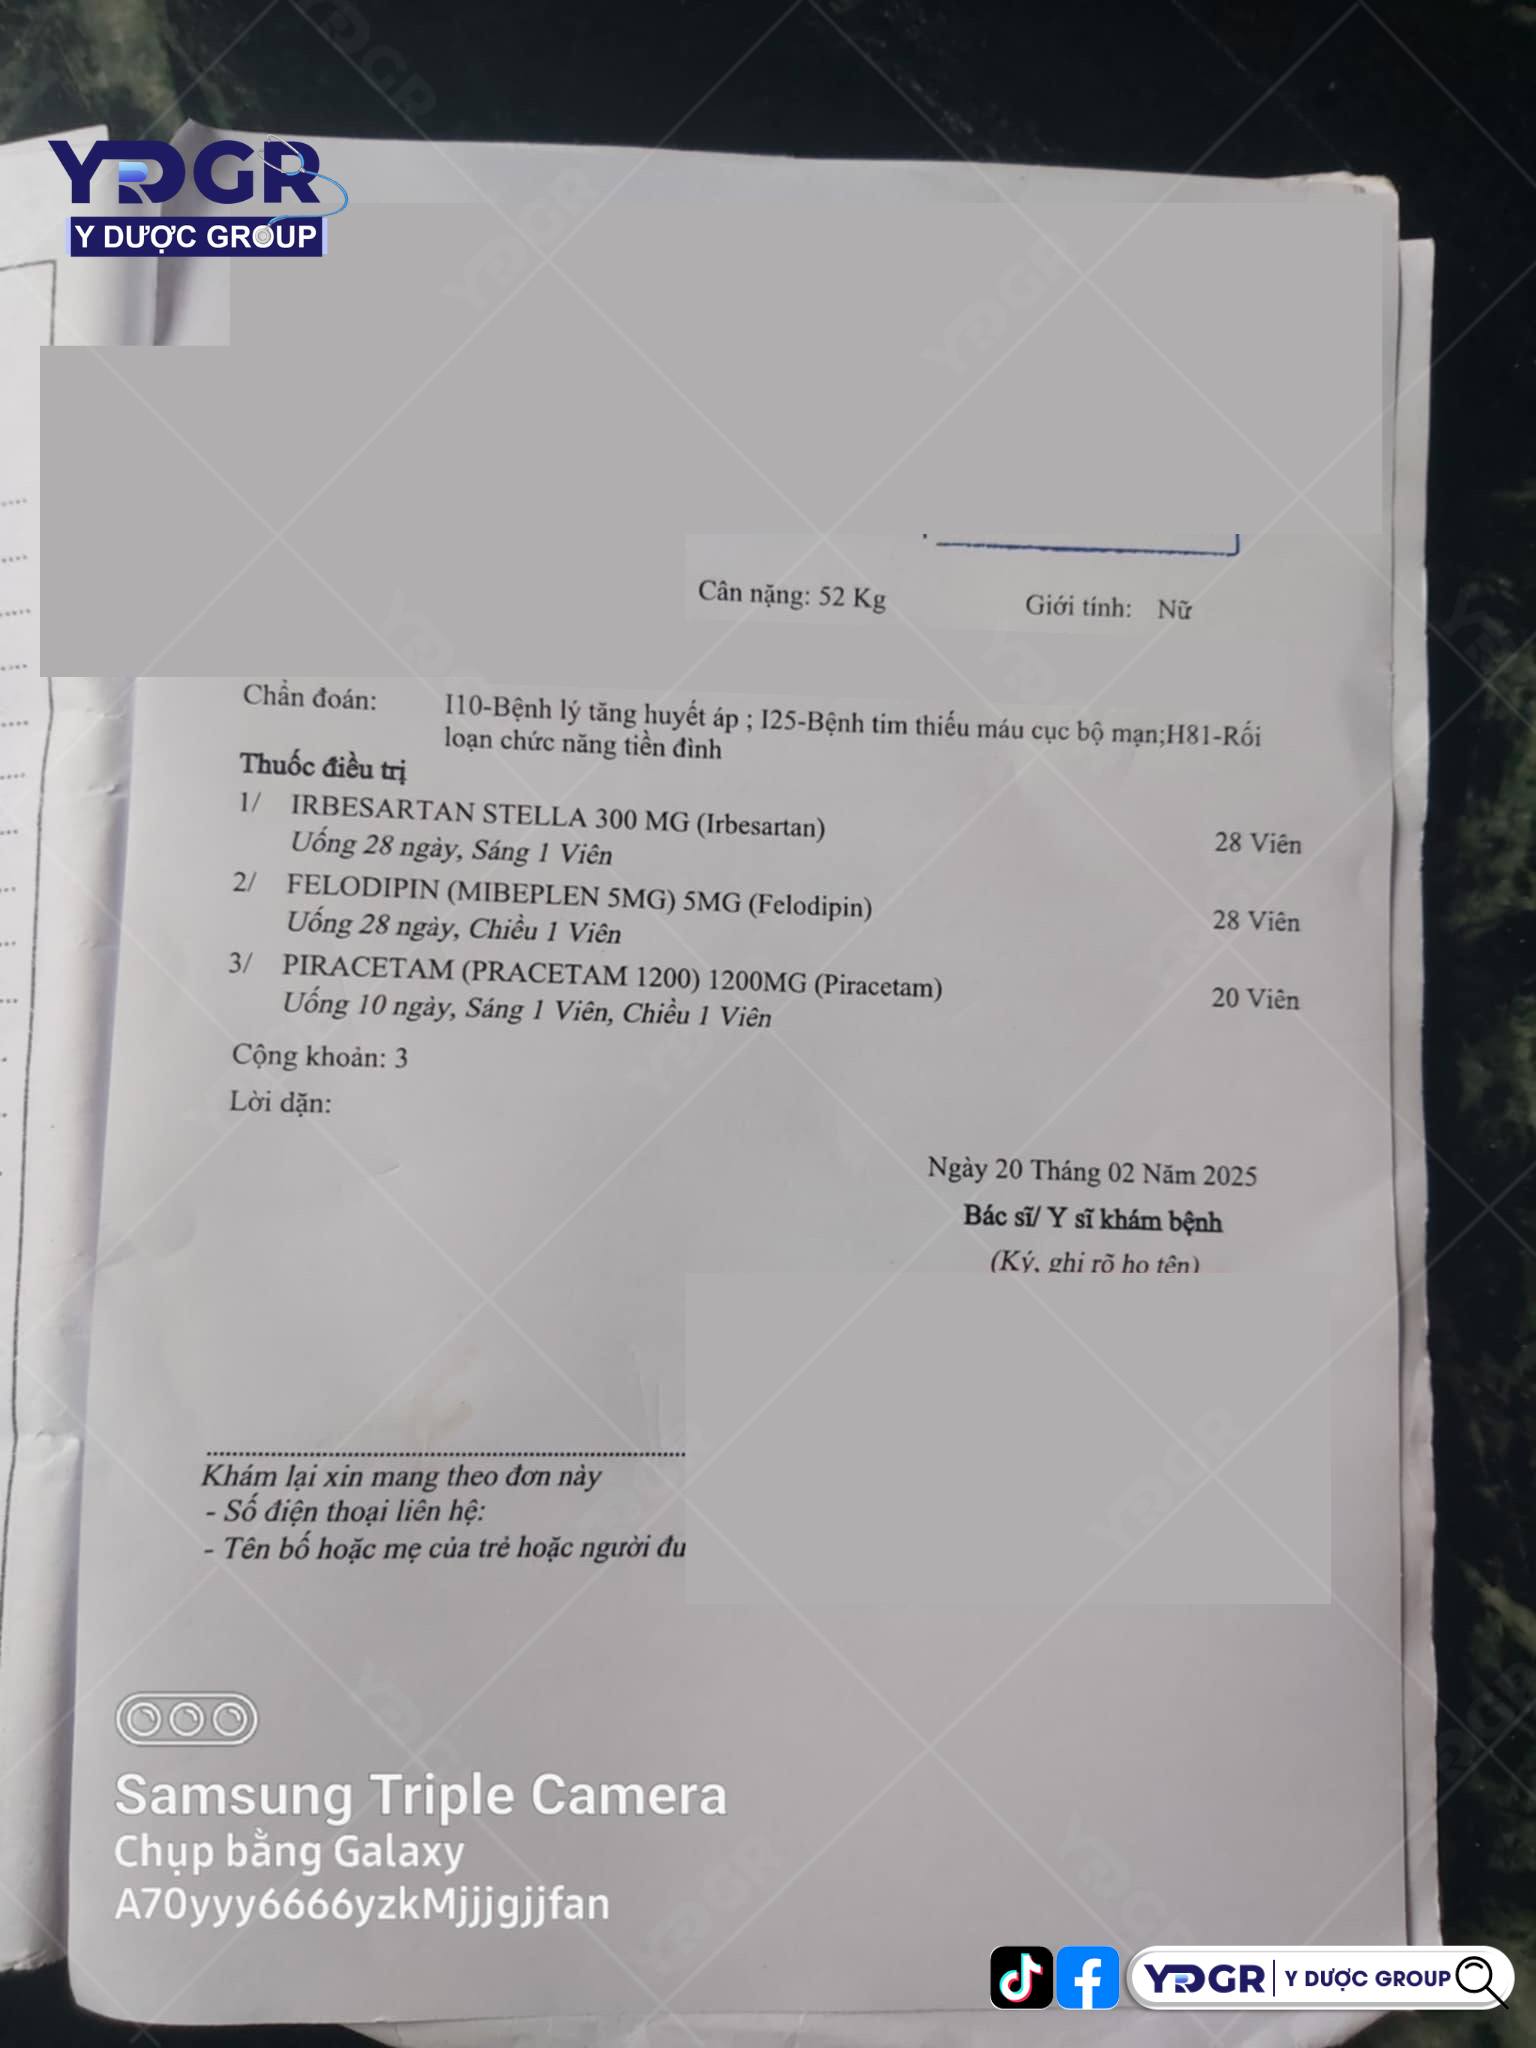 YRDGR
Y DƯỢC GROUP
Cân nặng: 52 Kg Giới tính: Nữ
Chẩn đoán: I10-Bệnh lý tăng huyết áp ; I25-Bệnh tim thiếu máu cục bộ mạn;H81-Rối
loạn chức năng tiền đình
Thuốc điều trị
1/ IRBESARTAN STELLA 300 MG (Irbesartan) 28 Viên
Uống 28 ngày, Sáng 1 Viên
2/ FELODIPIN (MIBEPLEN 5MG) 5MG (Felodipin) 28 Viên
Uống 28 ngày, Chiều 1 Viên
3/ PIRACETAM (PRACETAM 1200) 1200MG (Piracetam) 20 Viên
Uống 10 ngày, Sáng 1 Viên, Chiều 1 Viên
Cộng khoản: 3
Lời dặn:
Ngày 20 Tháng 02 Năm 2025
Bác sĩ/ Y sĩ khám bệnh
(Ký, ghi rõ họ tên)
Khám lại xin mang theo đơn này
- Số điện thoại liên hệ:
- Tên bố hoặc mẹ của trẻ hoặc người đư
Samsung Triple Camera
Chụp bằng Galaxy
A70yyy6666yzkMjjjgjjfan
YRDGR | Y DƯỢC GROUP